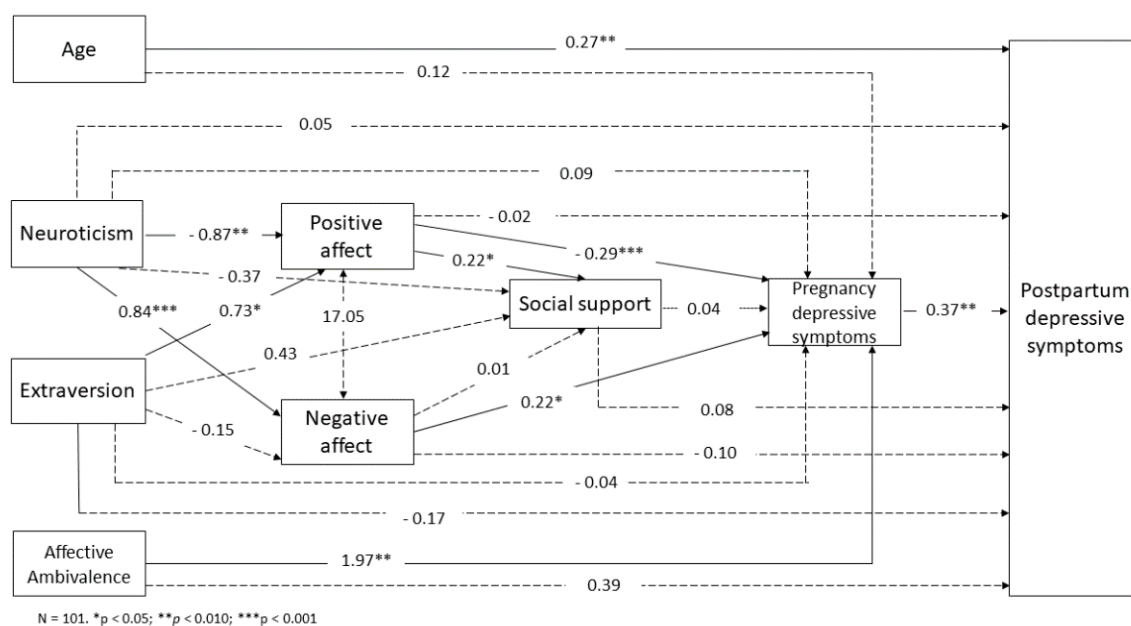 Age
0.27**
0.12
0.05
0.09
Neuroticism
- 0.87**
Positive
affect
- 0.02
- 0.29***
0.22*
- 0.37
Social support
0.04
Pregnancy
depressive
symptoms
0.37**
Postpartum
depressive
symptoms
0.84***
0.73*
17.05
0.43
0.01
Extraversion
0.22*
- 0.15
Negative
affect
0.08
- 0.10
- 0.04
- 0.17
Affective
Ambivalence
1.97**
0.39
N = 101. *p < 0.05; **p < 0.010; ***p < 0.001